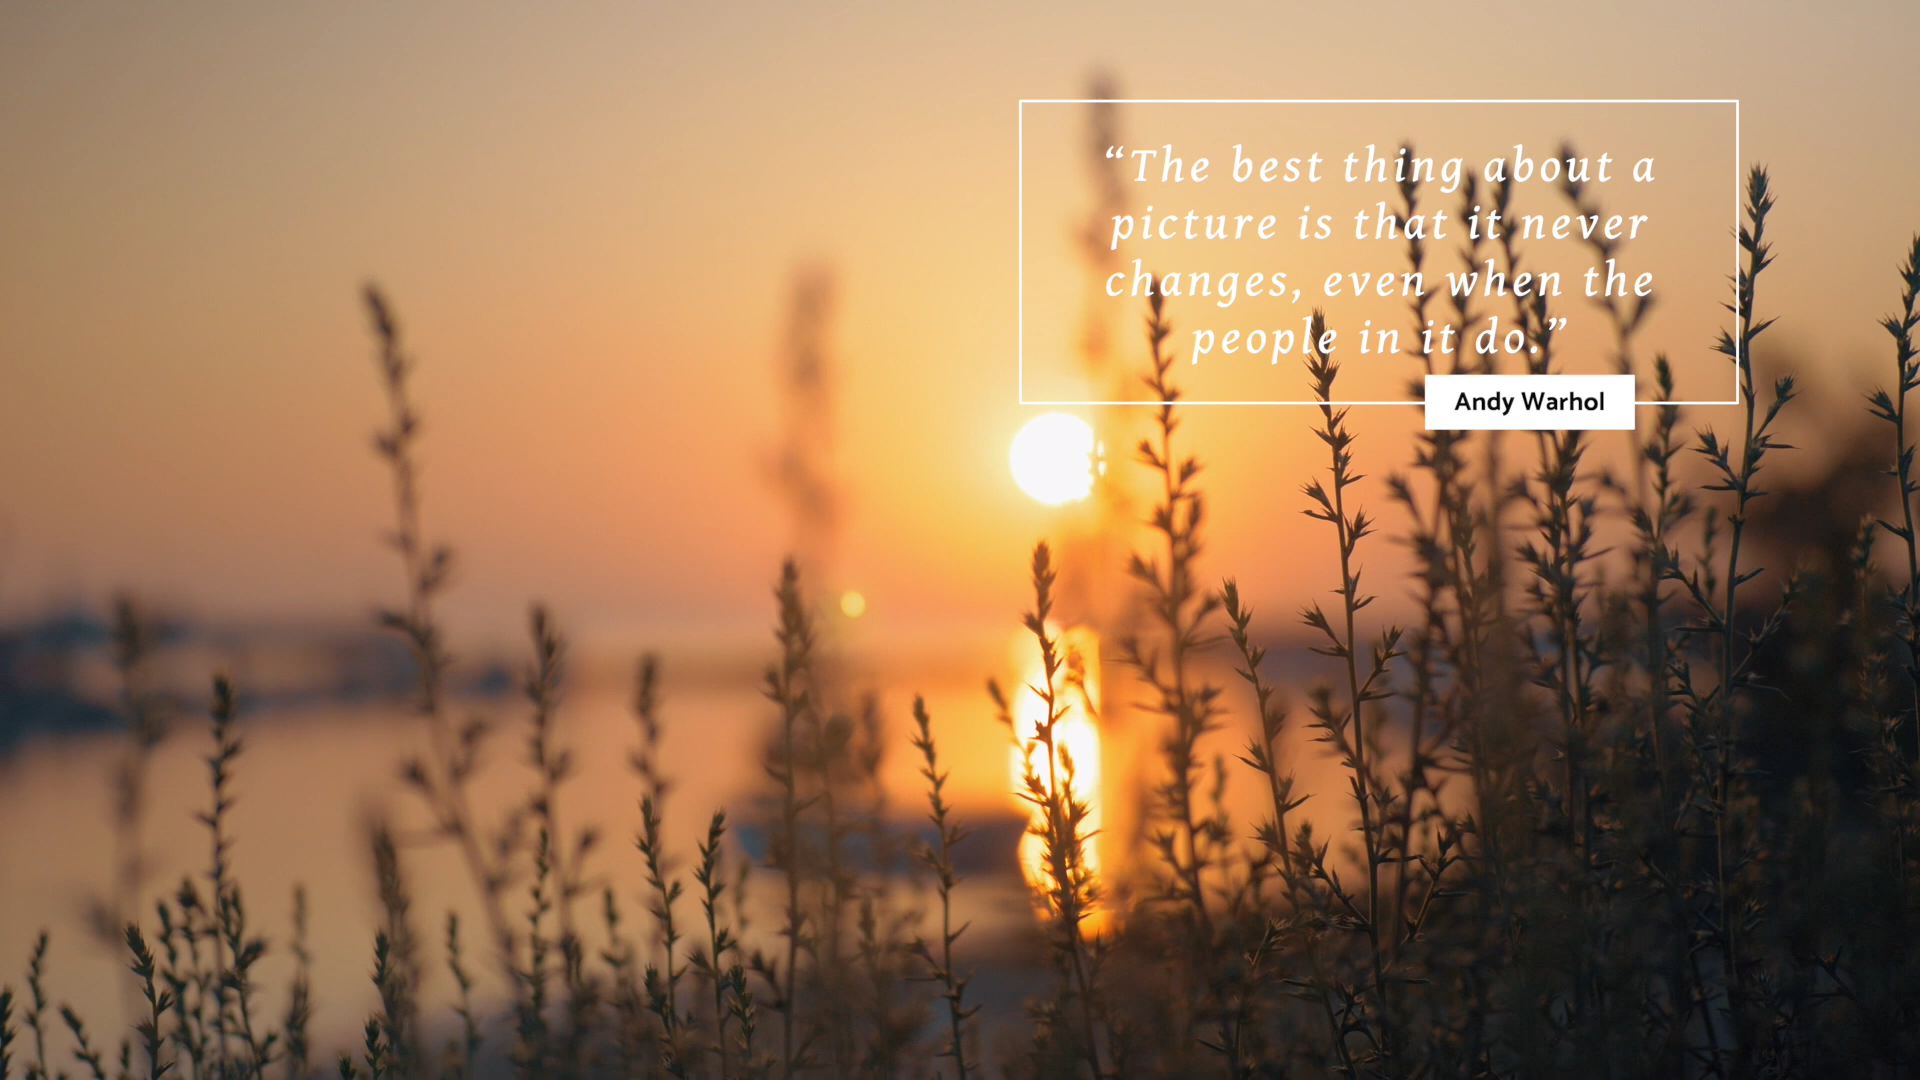 “The best thing about a
picture is that it never
changes, even when the
people in it do.”
Andy Warhol